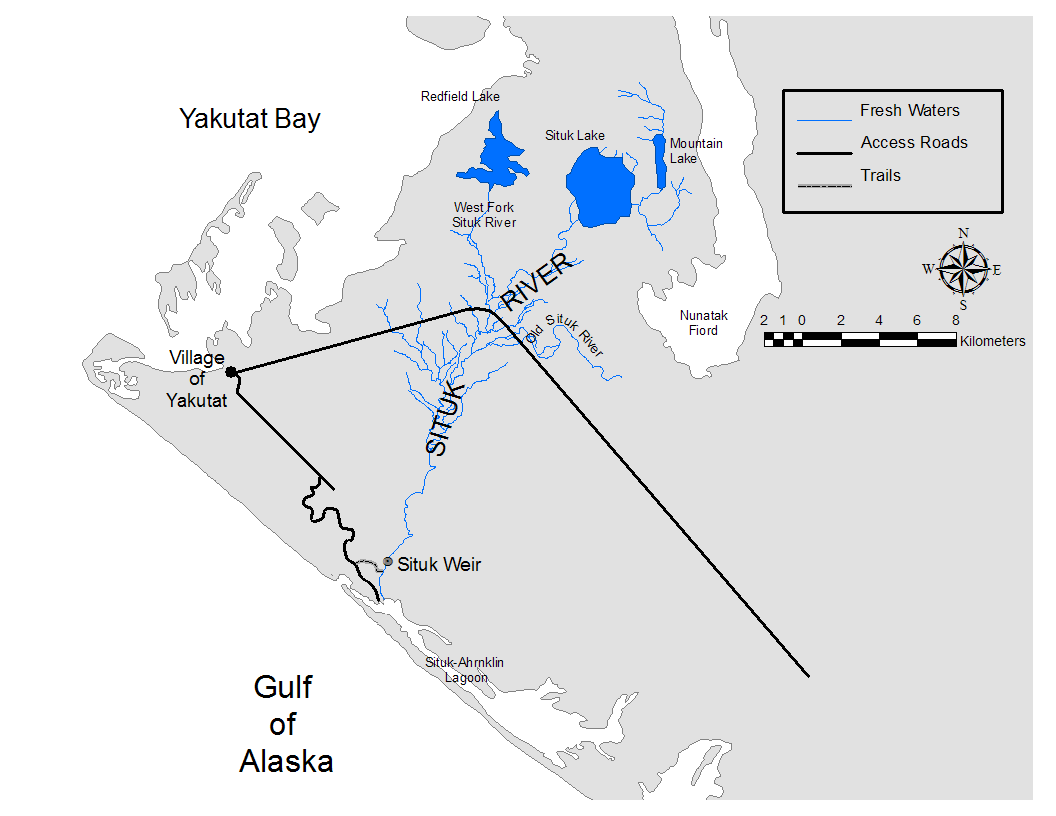 Yakutat Bay
Redfield Lake
Situk Lake
Mountain
Lake
Fresh Waters
Access Roads
Trails
West Fork
Situk River
N
W
E
S
RIVER
Old Situk River
Nunatak
Fiord
2 1 0 2 4 6 8
Kilometers
Village
of
Yakutat
SITUK
Situk Weir
Situk-Ahrnklin
Lagoon
Gulf
of
Alaska